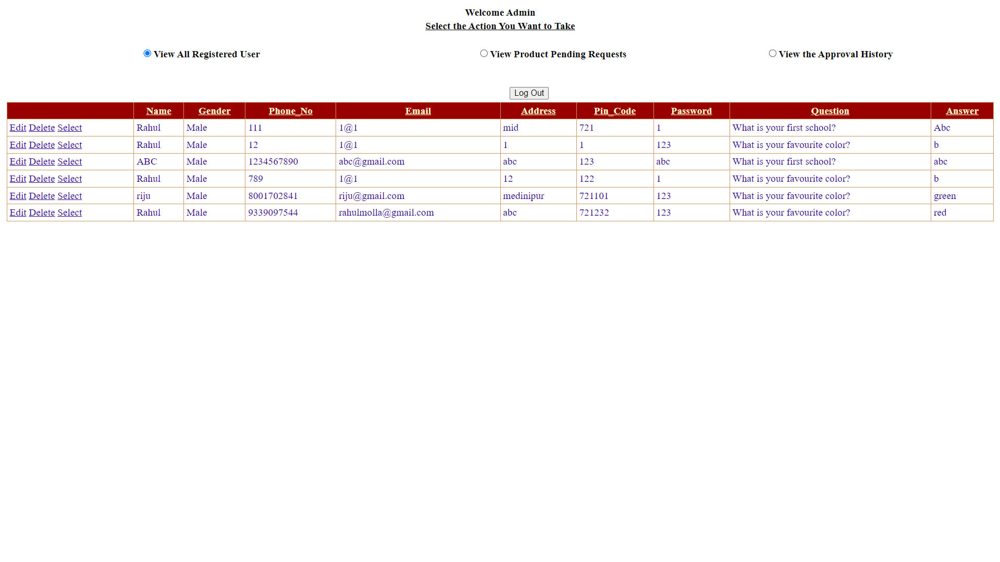 Welcome Admin
Select the Action You Want to Take
View All Registered User View Product Pending Requests View the Approval History
Log Out
Name Gender Phone_No Email Address Pin_Code Password Question Answer
Edit Delete Select Rahul Male 111 1@1 mid 721 1 What is your first school? Abc
Edit Delete Select Rahul Male 12 1@1 1 1 123 What is your favourite color? b
Edit Delete Select ABC Male 1234567890 abc@gmail.com abc 123 abc What is your first school? abc
Edit Delete Select Rahul Male 789 1@1 12 122 1 What is your favourite color? b
Edit Delete Select riju Male 8001702841 riju@gmail.com medinipur 721101 123 What is your favourite color? green
Edit Delete Select Rahul Male 9339097544 rahulmolla@gmail.com abc 721232 123 What is your favourite color? red